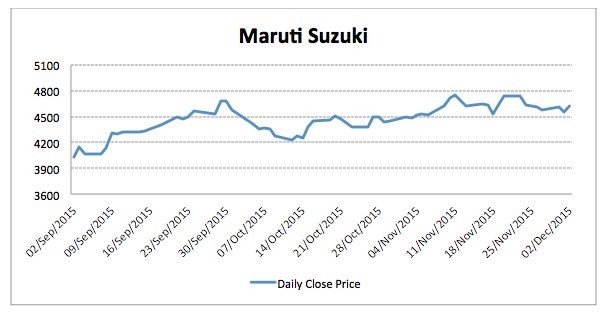 Maruti Suzuki
5100
4800
4500
4200
3900
3600
02/Sep/2015
09/Sep/2015
16/Sep/2015
23/Sep/2015
30/Sep/2015
07/Oct/2015
14/Oct/2015
21/Oct/2015
28/Oct/2015
04/Nov/2015
11/Nov/2015
18/Nov/2015
25/Nov/2015
02/Dec/2015
Daily Close Price